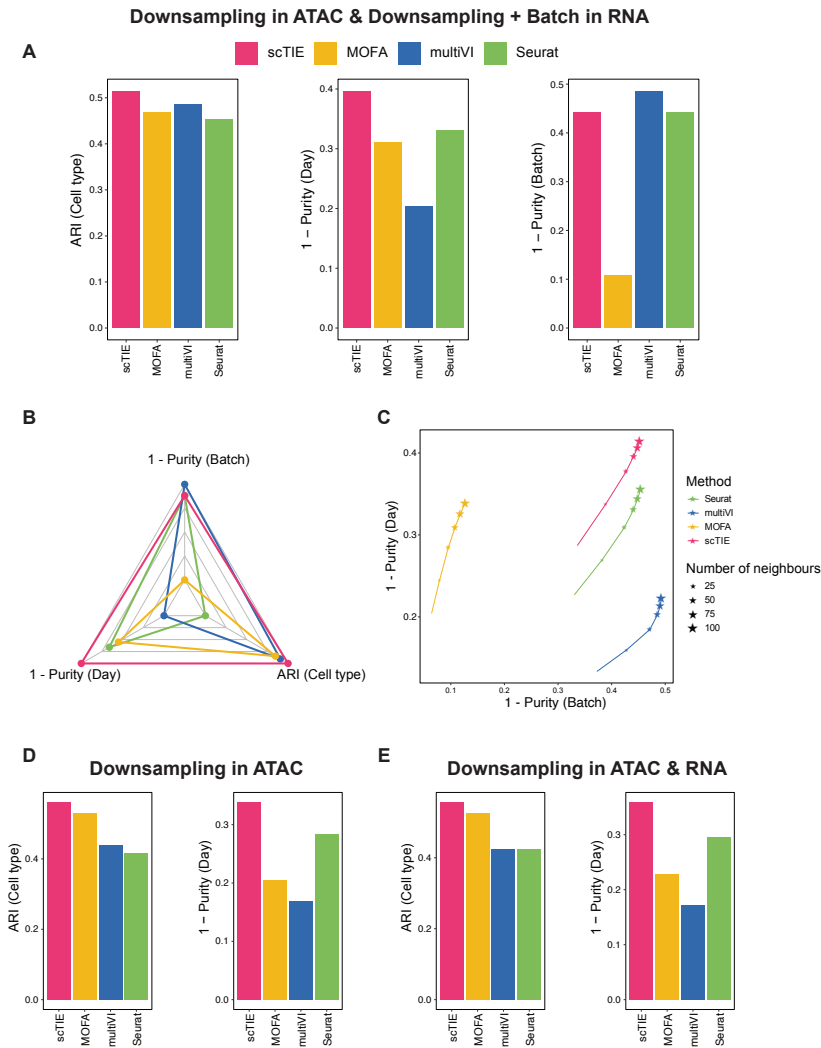 Downsampling in ATAC & Downsampling + Batch in RNA
A
scTIE MOFA multiVI Seurat
ARI (Cell type)
0.5
0.4
0.3
0.2
0.1
0.0
scTIE MOFA multiVI Seurat
1 − Purity (Day)
0.4
0.3
0.2
0.1
0.0
scTIE MOFA multiVI Seurat
1 − Purity (Batch)
0.5
0.4
0.3
0.2
0.1
0.0
scTIE MOFA multiVI Seurat
B
1 - Purity (Batch)
1 - Purity (Day)
ARI (Cell type)
C
1 - Purity (Day)
0.4
0.3
0.2
0.1 0.2 0.3 0.4 0.5
1 - Purity (Batch)
Method
Seurat
multiVI
MOFA
scTIE
Number of neighbours
25
50
75
100
D
Downsampling in ATAC
ARI (Cell type)
0.4
0.2
0.0
scTIE MOFA multiVI Seurat
1 − Purity (Day)
0.3
0.2
0.1
0.0
scTIE MOFA multiVI Seurat
E
Downsampling in ATAC & RNA
ARI (Cell type)
0.4
0.2
0.0
scTIE MOFA multiVI Seurat
1 − Purity (Day)
0.3
0.2
0.1
0.0
scTIE MOFA multiVI Seurat